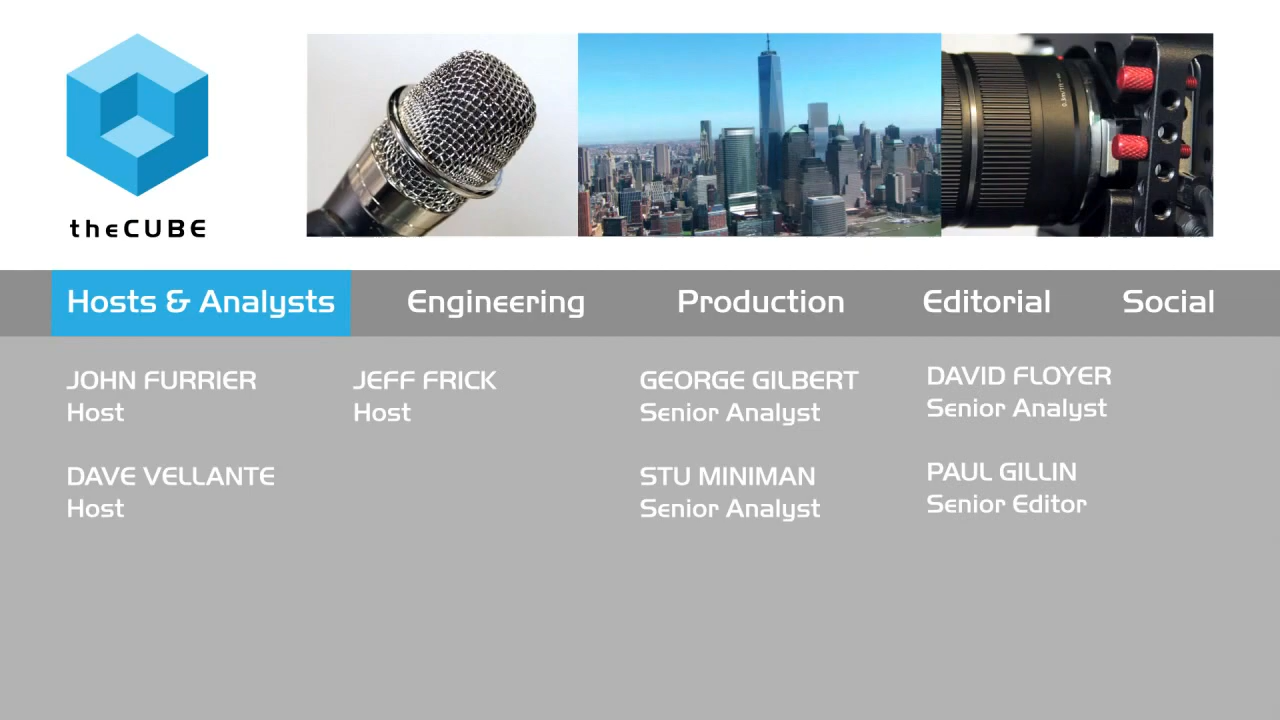 theCUBE
Hosts & Analysts
Engineering
Production
Editorial
Social
JOHN FURRIER
Host
DAVE VELLANTE
Host
JEFF FRICK
Host
GEORGE GILBERT
Senior Analyst
STU MINIMAN
Senior Analyst
DAVID FLOYER
Senior Analyst
PAUL GILLIN
Senior Editor